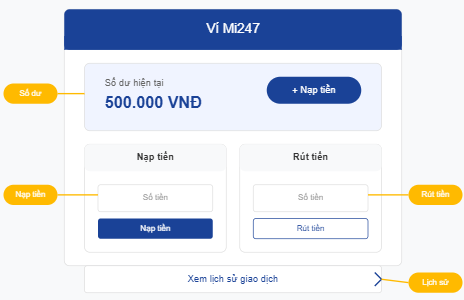 Ví Mi247
Số dư hiện tại
500.000 VNĐ
+ Nạp tiền
Số dư
Nạp tiền
Rút tiền
Nạp tiền
Số tiền
Số tiền
Rút tiền
Nạp tiền
Rút tiền
Xem lịch sử giao dịch
Lịch sử